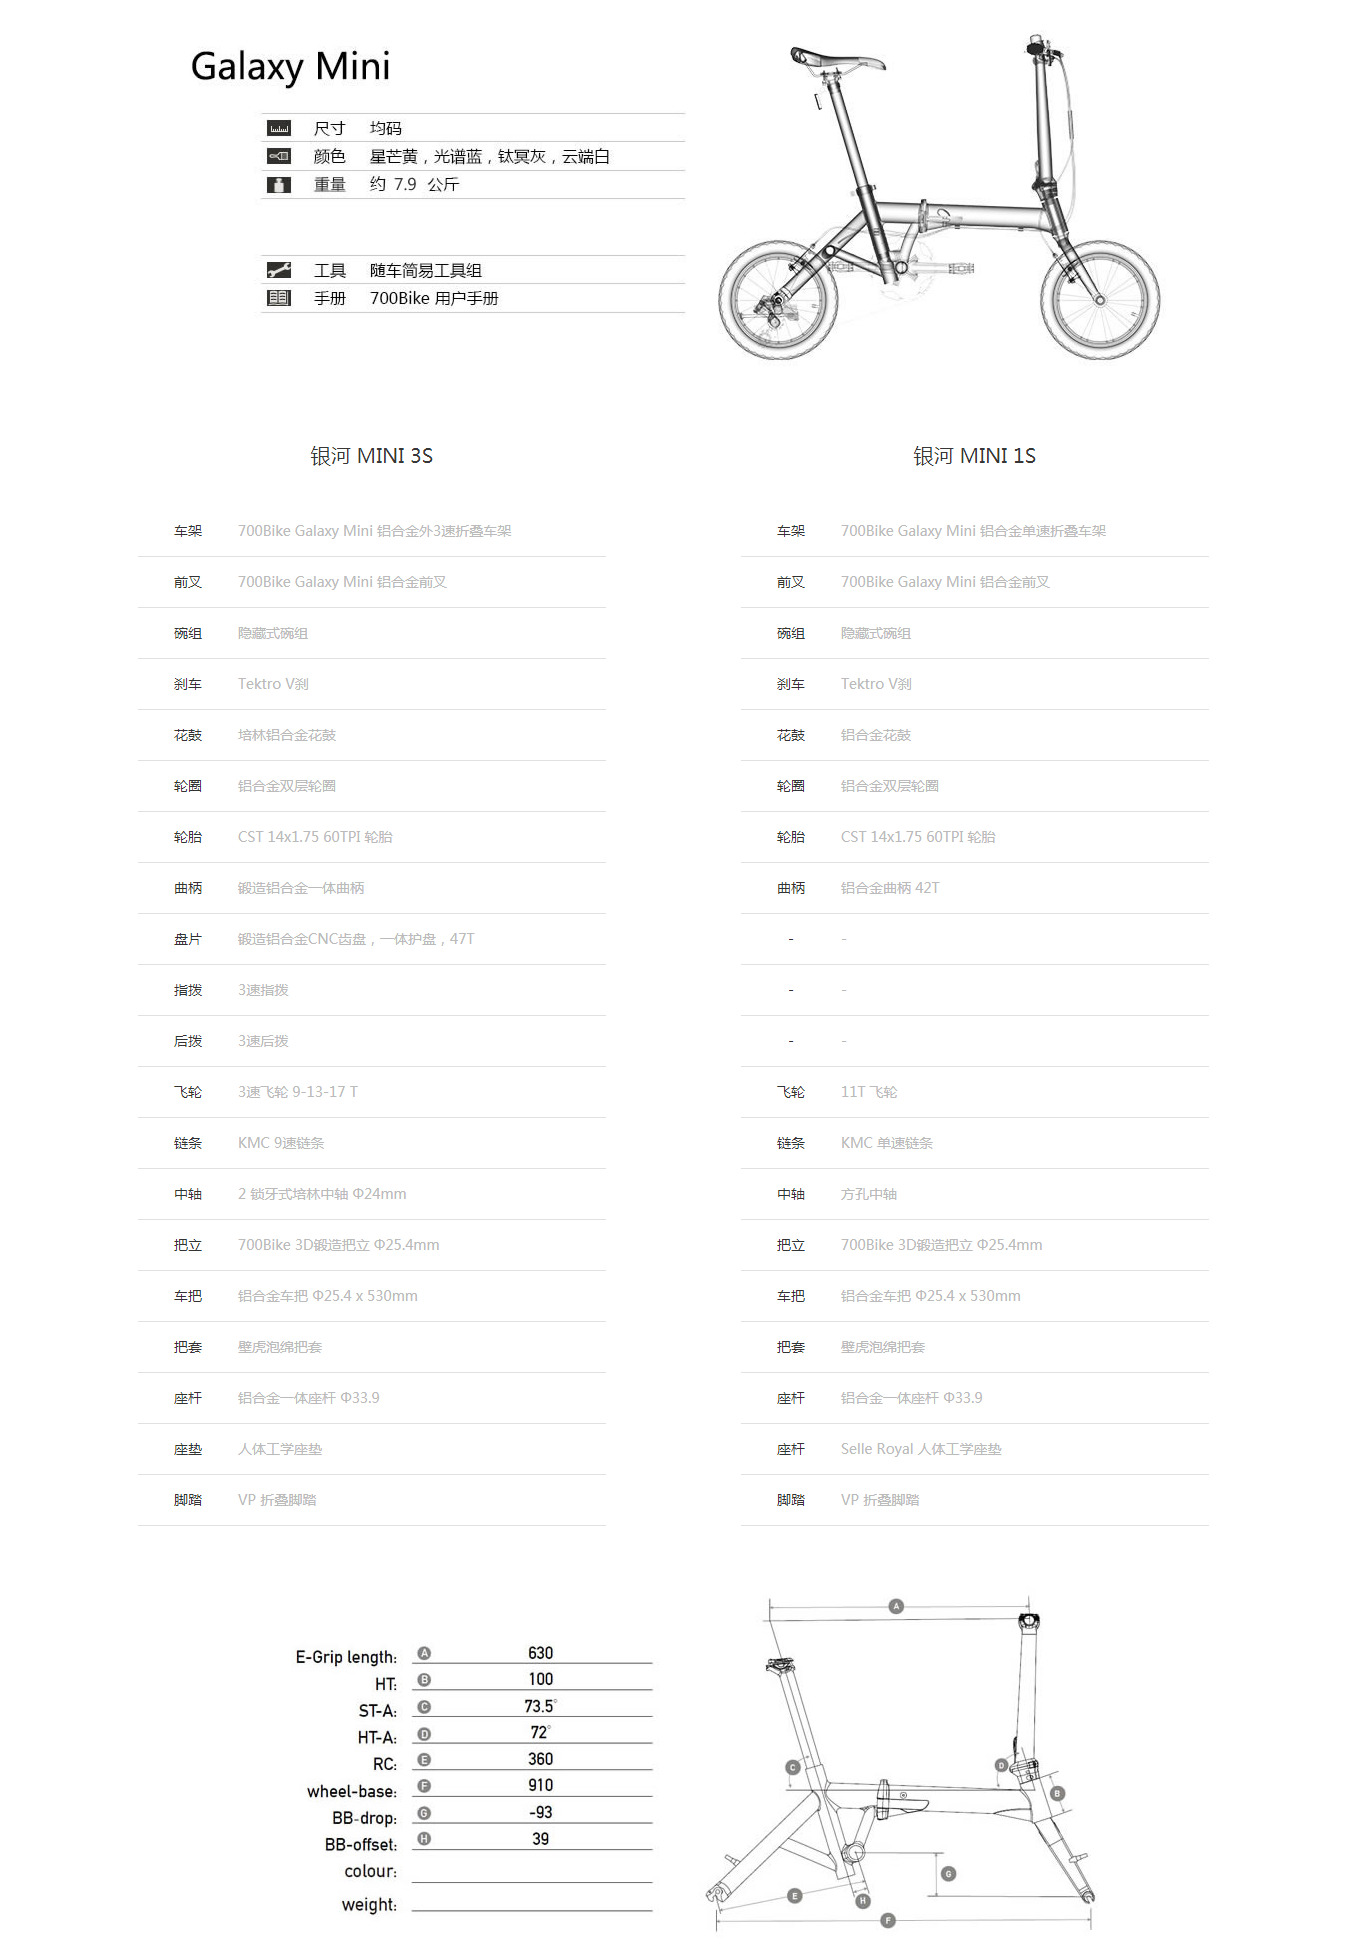 Galaxy Mini
尺寸 均码
颜色 星芒黄，光谱蓝，钛冥灰，云端白
重量 约 7.9 公斤
工具 随车简易工具组
手册 700Bike 用户手册
银河 MINI 3S
车架 700Bike Galaxy Mini 铝合金外3速折叠车架
前叉 700Bike Galaxy Mini 铝合金前叉
碗组 隐藏式碗组
刹车 Tektro V刹
花鼓 培林铝合金花鼓
轮圈 铝合金双层轮圈
轮胎 CST 14x1.75 60TPI 轮胎
曲柄 锻造铝合金一体曲柄
盘片 锻造铝合金CNC齿盘，一体护盘，47T
指拨 3速指拨
后拨 3速后拨
飞轮 3速飞轮 9-13-17 T
链条 KMC 9速链条
中轴 2 锁牙式培林中轴 Φ24mm
把立 700Bike 3D锻造把立 Φ25.4mm
车把 铝合金车把 Φ25.4 x 530mm
把套 壁虎泡绵把套
座杆 铝合金一体座杆 Φ33.9
座垫 人体工学座垫
脚踏 VP 折叠脚踏
银河 MINI 1S
车架 700Bike Galaxy Mini 铝合金单速折叠车架
前叉 700Bike Galaxy Mini 铝合金前叉
碗组 隐藏式碗组
刹车 Tektro V刹
花鼓 铝合金花鼓
轮圈 铝合金双层轮圈
轮胎 CST 14x1.75 60TPI 轮胎
曲柄 铝合金曲柄 42T
- -
- -
- -
飞轮 11T 飞轮
链条 KMC 单速链条
中轴 方孔中轴
把立 700Bike 3D锻造把立 Φ25.4mm
车把 铝合金车把 Φ25.4 x 530mm
把套 壁虎泡绵把套
座杆 铝合金一体座杆 Φ33.9
座杆 Selle Royal 人体工学座垫
脚踏 VP 折叠脚踏
E-Grip length: A 630
HT: B 100
ST-A: C 73.5°
HT-A: D 72°
RC: E 360
wheel-base: F 910
BB-drop: G -93
BB-offset: H 39
colour:
weight:
A
C
D
B
G
E
H
F